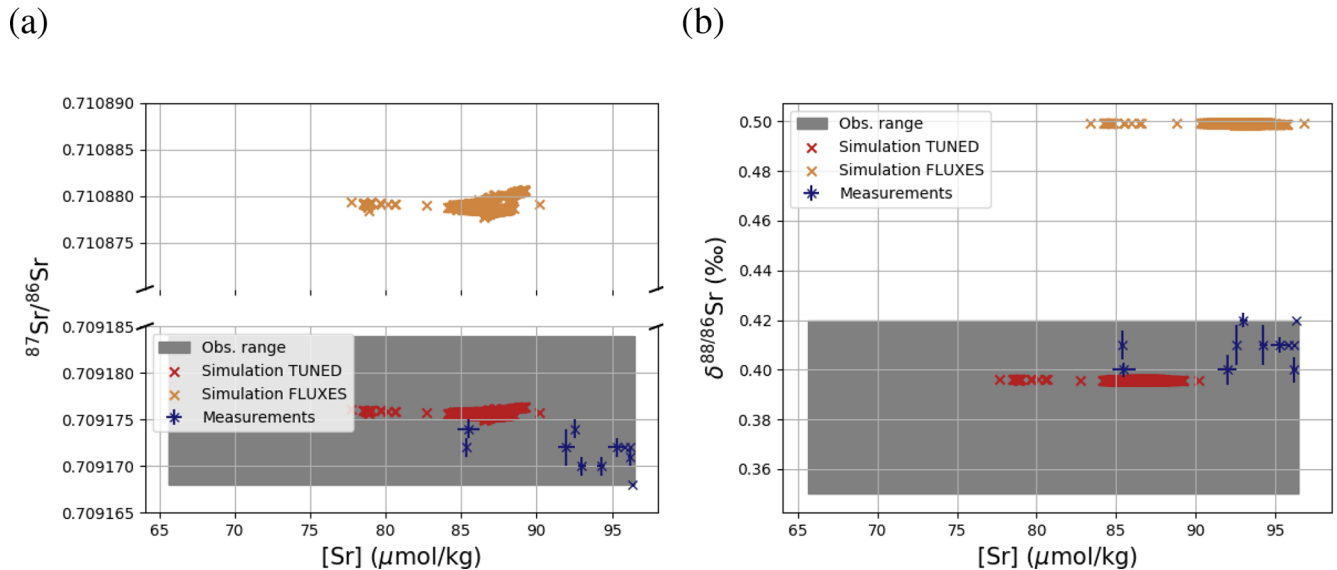 (a)
(b)
0.710890
0.710885
0.710880
0.710875
0.709185
0.709180
0.709175
0.709170
0.709165
87Sr/86Sr
Obs. range
Simulation TUNED
Simulation FLUXES
Measurements
65 70 75 80 85 90 95
[Sr] (μmol/kg)
0.50
0.48
0.46
0.44
0.42
0.40
0.38
0.36
δ88/86Sr (‰)
Obs. range
Simulation TUNED
Simulation FLUXES
Measurements
65 70 75 80 85 90 95
[Sr] (μmol/kg)